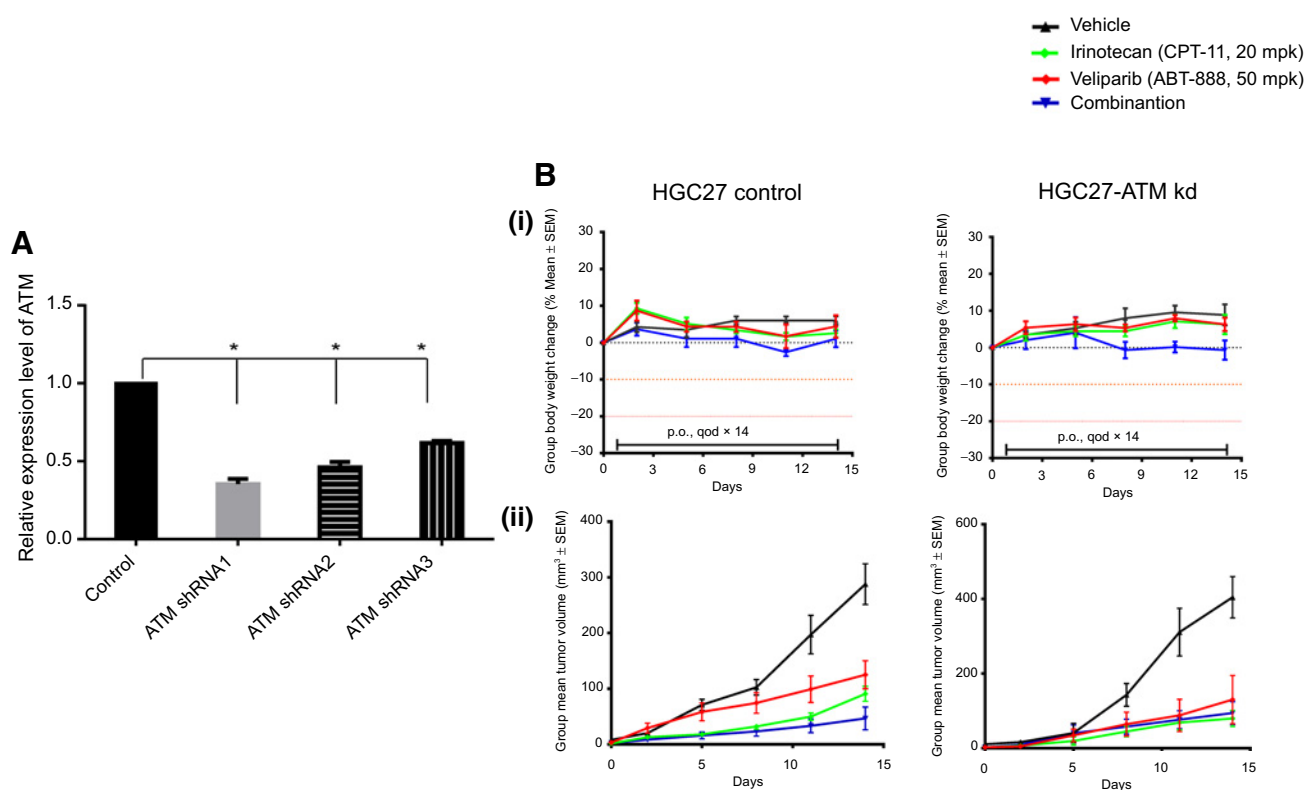 Vehicle
Irinotecan (CPT-11, 20 mpk)
Veliparib (ABT-888, 50 mpk)
Combinantion
A
Relative expression level of ATM
1.5
1.0
0.5
0.0
* * *
Control
ATM shRNA1
ATM shRNA2
ATM shRNA3
B
HGC27 control
HGC27-ATM kd
(i)
Group body weight change (% Mean ± SEM)
30
20
10
0
–10
–20
–30
p.o., qod × 14
0 3 6 9 12 15
Days
Group body weight change (% mean ± SEM)
30
20
10
0
–10
–20
–30
p.o., qod × 14
0 3 6 9 12 15
Days
(ii)
Group mean tumor volume (mm³ ± SEM)
400
300
200
100
0
0 5 10 15
Days
Group mean tumor volume (mm³ ± SEM)
600
400
200
0
0 5 10 15
Days